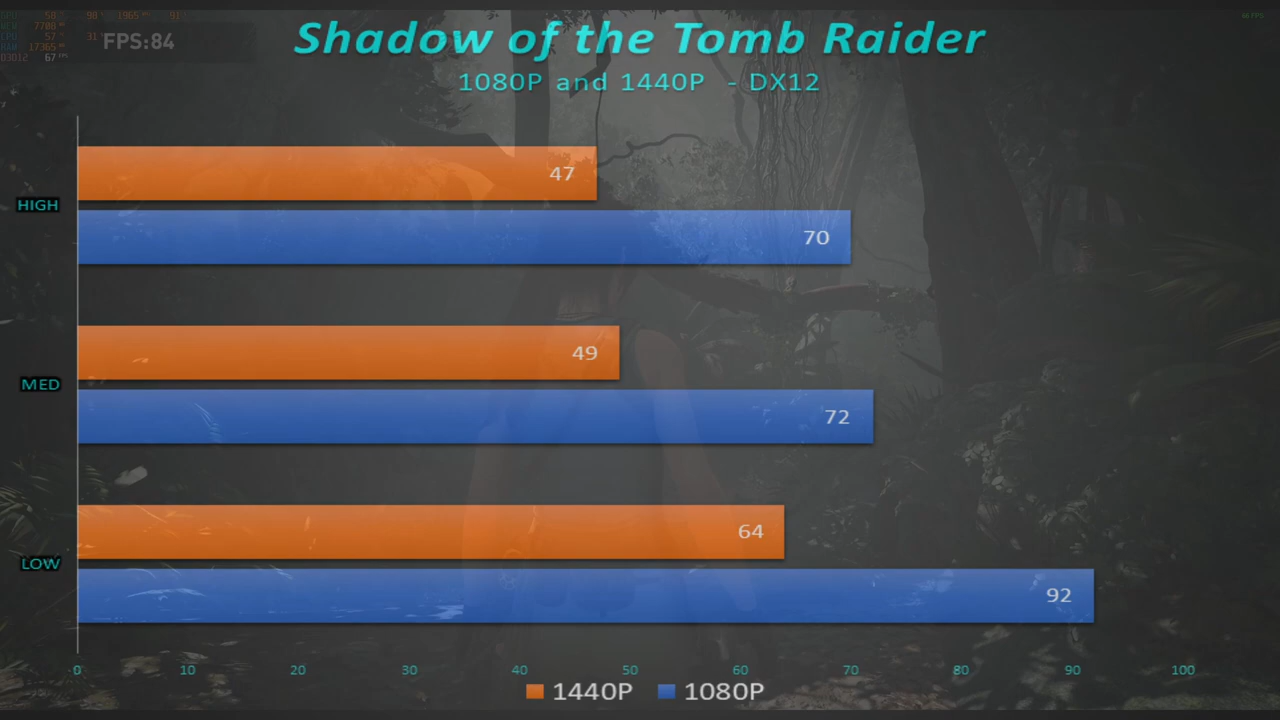 FPS:84
Shadow of the Tomb Raider
1080P and 1440P - DX12
HIGH
47
70
MED
49
72
LOW
64
92
0 10 20 30 40 50 60 70 80 90 100
1440P 1080P